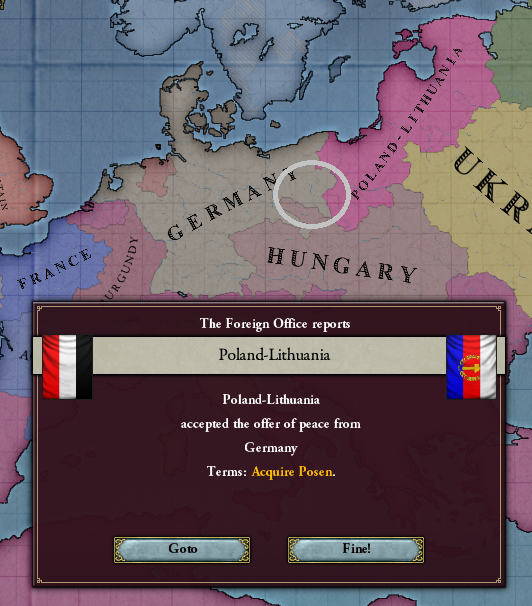 TAIN
POLAND-LITHUANIA
UKR
GERMANY
HUNGARY
FRANCE
BURGUNDY
The Foreign Office reports
Poland-Lithuania
Poland-Lithuania
accepted the offer of peace from
Germany
Terms: Acquire Posen.
Goto
Fine!